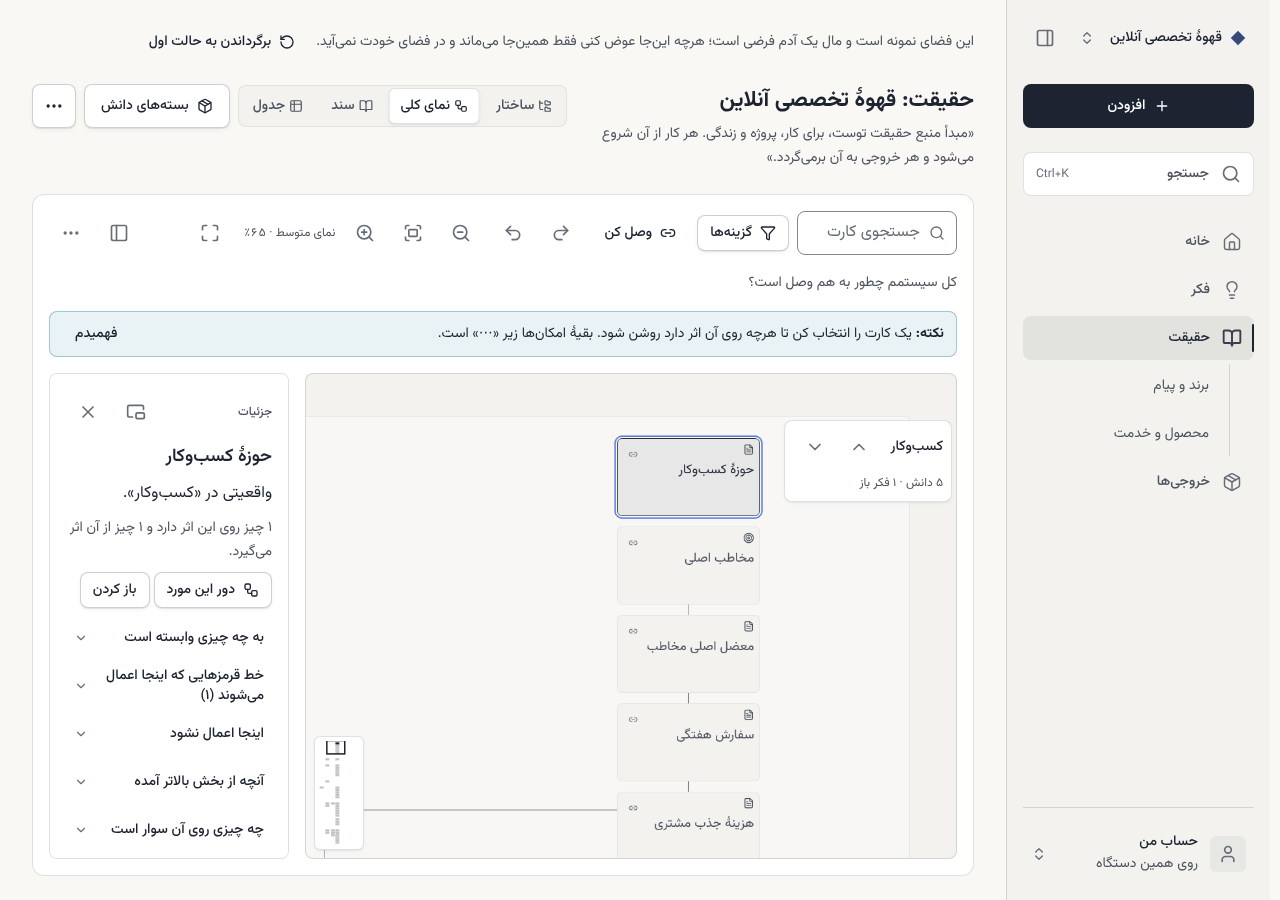 قهوهٔ تخصصی آنلاین
افزودن
جستجو
Ctrl+K
خانه
فکر
حقیقت
برند و پیام
محصول و خدمت
خروجی‌ها
حساب من
روی همین دستگاه
این فضای نمونه است و مال یک آدم فرضی است؛ هرچه این‌جا عوض کنی فقط همین‌جا می‌ماند و در فضای خودت نمی‌آید.
برگرداندن به حالت اول
حقیقت: قهوهٔ تخصصی آنلاین
«مبدأ منبع حقیقت توست، برای کار، پروژه و زندگی. هر کار از آن شروع
می‌شود و هر خروجی به آن برمی‌گردد.»
ساختار
نمای کلی
سند
جدول
بسته‌های دانش
جستجوی کارت
گزینه‌ها
وصل کن
نمای متوسط · ۶۵٪
کل سیستمم چطور به هم وصل است؟
نکته: یک کارت را انتخاب کن تا هرچه روی آن اثر دارد روشن شود. بقیهٔ امکان‌ها زیر «···» است.
فهمیدم
کسب‌وکار
۵ دانش · ۱ فکر باز
حوزهٔ کسب‌وکار
مخاطب اصلی
معضل اصلی مخاطب
سفارش هفتگی
هزینهٔ جذب مشتری
جزئیات
حوزهٔ کسب‌وکار
واقعیتی در «کسب‌وکار».
۱ چیز روی این اثر دارد و ۱ چیز از آن اثر
می‌گیرد.
دور این مورد
باز کردن
به چه چیزی وابسته است
خط قرمزهایی که اینجا اعمال
می‌شوند (۱)
اینجا اعمال نشود
آنچه از بخش بالاتر آمده
چه چیزی روی آن سوار است